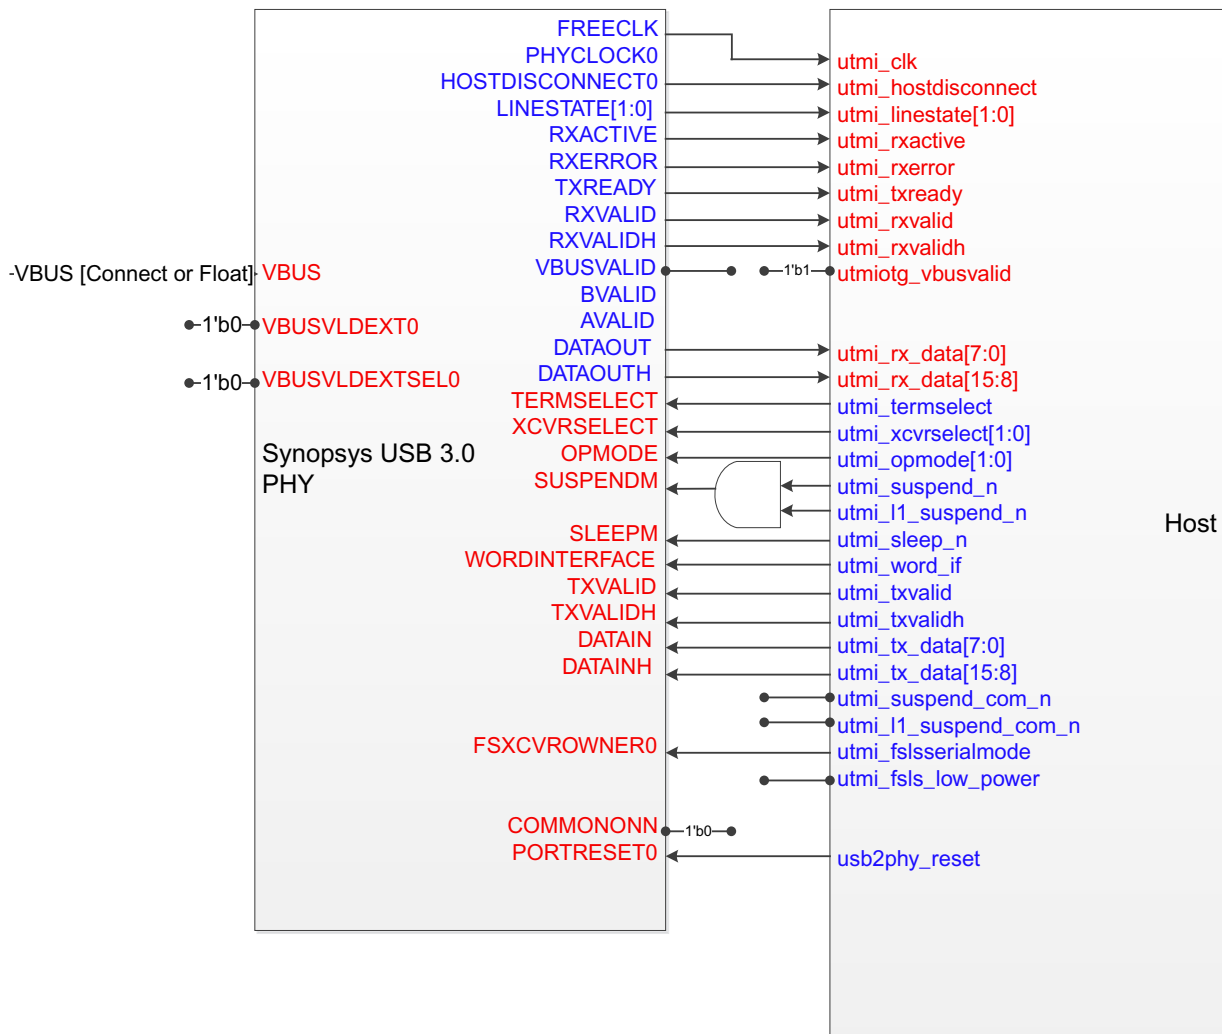 FREECLK
PHYCLOCK0
HOSTDISCONNECT0
LINESTATE[1:0]
RXACTIVE
RXERROR
TXREADY
RXVALID
RXVALIDH
VBUSVALID
BVALID
AVALID
DATAOUT
DATAOUTH
TERMSELECT
XCVRSELECT
OPMODE
SUSPENDM
SLEEPM
WORDINTERFACE
TXVALID
TXVALIDH
DATAIN
DATAINH
FSXCVROWNER0
COMMONONN
1'b0
PORTRESET0
-VBUS [Connect or Float]
VBUS
1'b0
VBUSVLDEXT0
1'b0
VBUSVLDEXTSEL0
Synopsys USB 3.0
PHY
utmi_clk
utmi_hostdisconnect
utmi_linestate[1:0]
utmi_rxactive
utmi_rxerror
utmi_txready
utmi_rxvalid
utmi_rxvalidh
1'b1
utmiotg_vbusvalid
utmi_rx_data[7:0]
utmi_rx_data[15:8]
utmi_termselect
utmi_xcvrselect[1:0]
utmi_opmode[1:0]
utmi_suspend_n
utmi_l1_suspend_n
utmi_sleep_n
utmi_word_if
utmi_txvalid
utmi_txvalidh
utmi_tx_data[7:0]
utmi_tx_data[15:8]
utmi_suspend_com_n
utmi_l1_suspend_com_n
utmi_fslsserialmode
utmi_fsls_low_power
usb2phy_reset
Host